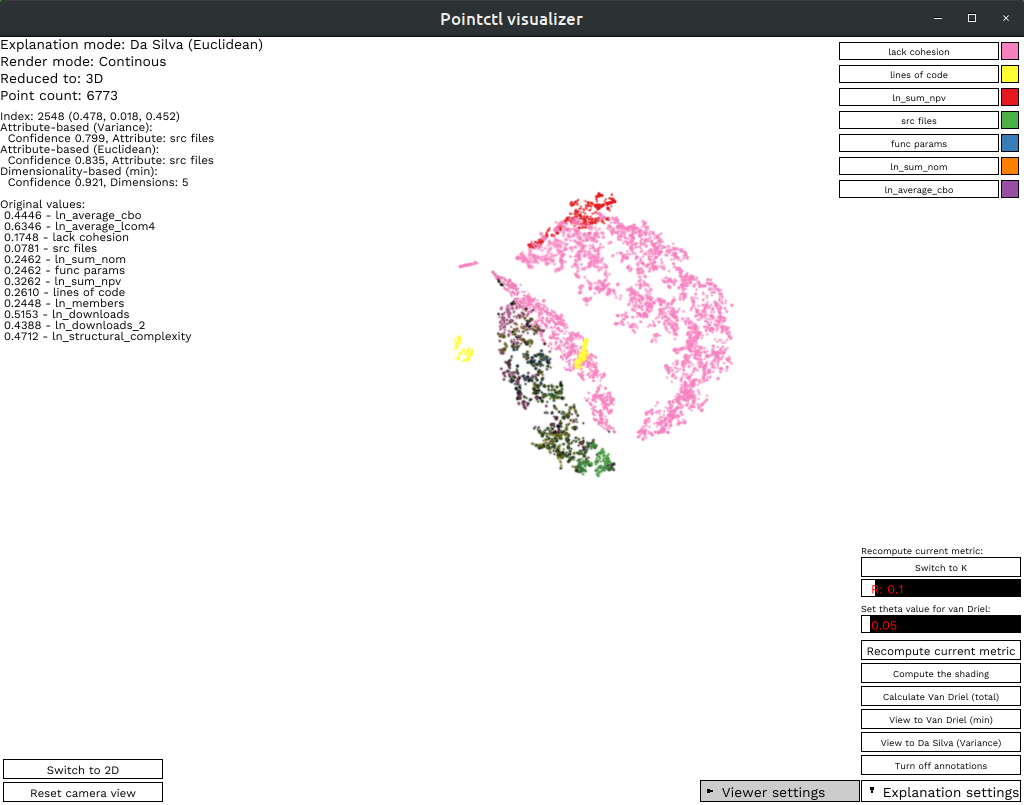 Pointctl visualizer
Explanation mode: Da Silva (Euclidean)
Render mode: Continous
Reduced to: 3D
Point count: 6773
Index: 2548 (0.478, 0.018, 0.452)
Attribute-based (Variance):
Confidence 0.799, Attribute: src files
Attribute-based (Euclidean):
Confidence 0.835, Attribute: src files
Dimensionality-based (min):
Confidence 0.921, Dimensions: 5
Original values:
0.4446 - ln_average_cbo
0.6346 - ln_average_lcom4
0.1748 - lack cohesion
0.0781 - src files
0.2462 - ln_sum_nom
0.2462 - func params
0.3262 - ln_sum_npv
0.2610 - lines of code
0.2448 - ln_members
0.5153 - ln_downloads
0.4388 - ln_downloads_2
0.4712 - ln_structural_complexity
lack cohesion
lines of code
ln_sum_npv
src files
func params
ln_sum_nom
ln_average_cbo
Recompute current metric:
Switch to K
R: 0.1
Set theta value for van Driel:
0.05
Recompute current metric
Compute the shading
Calculate Van Driel (total)
View to Van Driel (min)
View to Da Silva (Variance)
Turn off annotations
Switch to 2D
Reset camera view
Viewer settings
Explanation settings